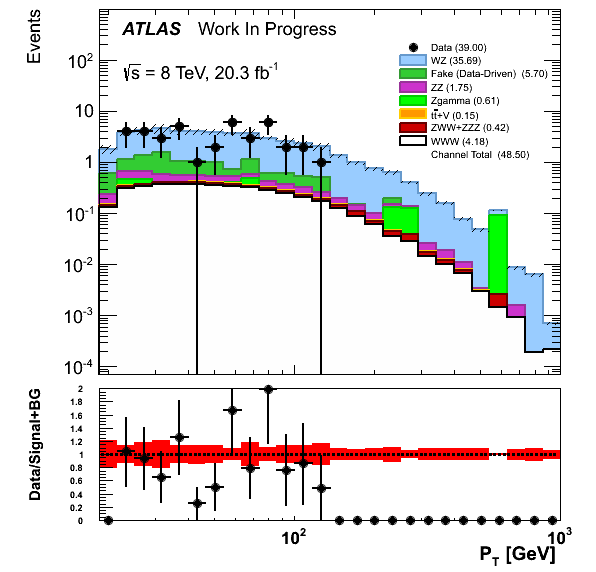 ATLAS Work In Progress
√s = 8 TeV, 20.3 fb⁻¹
Events
10²
10
1
10⁻¹
10⁻²
10⁻³
10⁻⁴
Data (39.00)
WZ (35.69)
Fake (Data-Driven) (5.70)
ZZ (1.75)
Zgamma (0.61)
tt̄+V (0.15)
ZWW+ZZZ (0.42)
WWW (4.18)
Channel Total (48.50)
Data/Signal+BG
2
1.8
1.6
1.4
1.2
1
0.8
0.6
0.4
0.2
0
10²
10³
P_T [GeV]